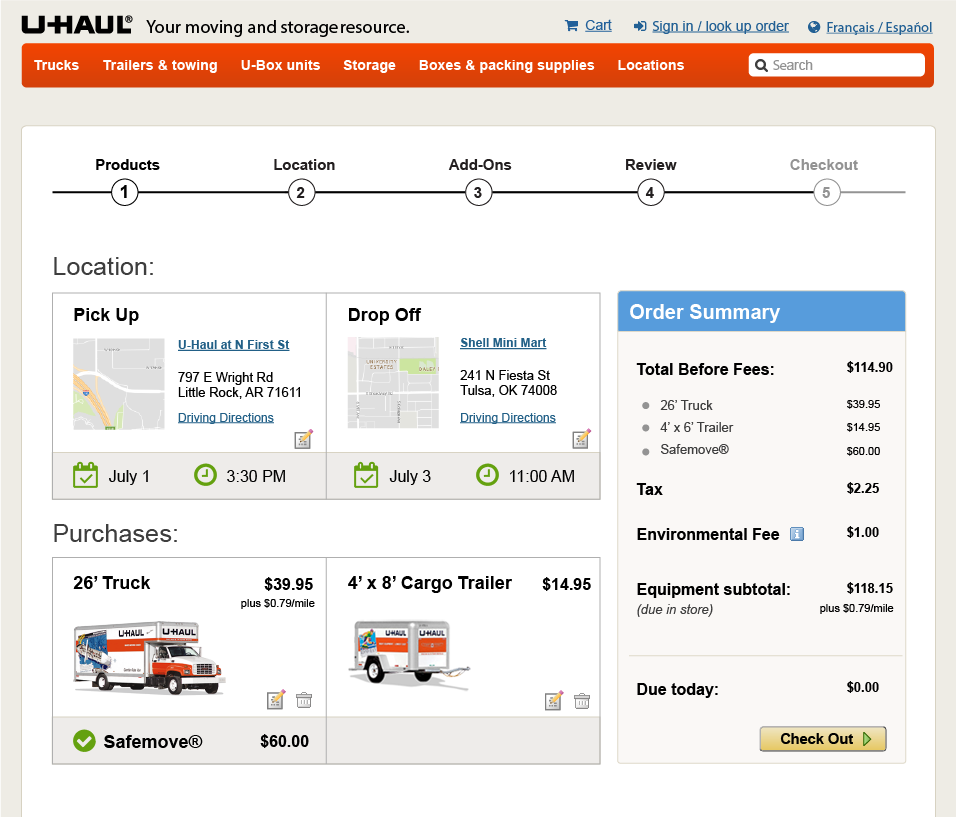 U-HAUL® Your moving and storage resource.
Cart
Sign in / look up order
Français / Español
Trucks
Trailers & towing
U-Box units
Storage
Boxes & packing supplies
Locations
Search
Products
Location
Add-Ons
Review
Checkout
1
2
3
4
5
Location:
Pick Up
U-Haul at N First St
797 E Wright Rd
Little Rock, AR 71611
Driving Directions
July 1
3:30 PM
Drop Off
UNIVERSITY
ESTATES
Shell Mini Mart
241 N Fiesta St
Tulsa, OK 74008
Driving Directions
July 3
11:00 AM
Purchases:
26’ Truck
$39.95
plus $0.79/mile
U-HAUL
U-HAUL
Safemove®
$60.00
4’ x 8’ Cargo Trailer
$14.95
U-HAUL
U-HAUL
Order Summary
Total Before Fees:
$114.90
26’ Truck
$39.95
4’ x 6’ Trailer
$14.95
Safemove®
$60.00
Tax
$2.25
Environmental Fee
$1.00
Equipment subtotal:
$118.15
(due in store)
plus $0.79/mile
Due today:
$0.00
Check Out